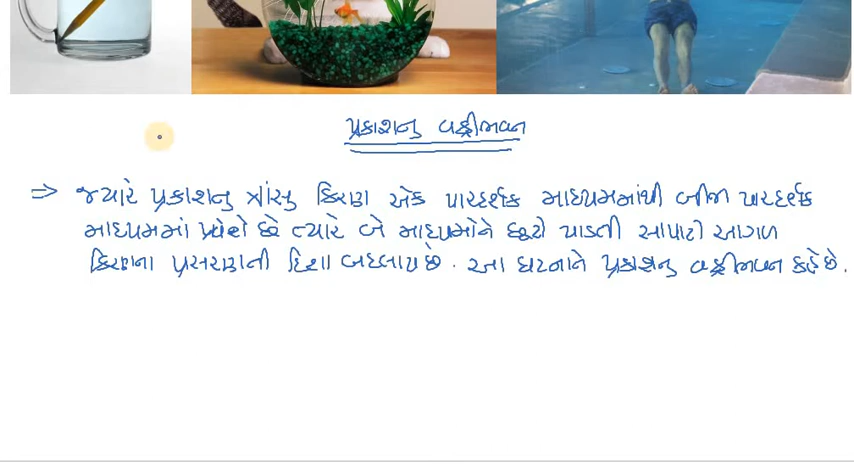 પ્રકાશનુ વક્રીભવન
⇒ જ્યારે પ્રકાશનુ ત્રાંસુ કિરણ એક પારદર્શક માધ્યમમાંથી બીજા પારદર્શક
માધ્યમમાં પ્રવેશે છે ત્યારે બે માધ્યમોને છૂટી પાડતી સપાટી આગળ
કિરણના પ્રસરણની દિશા બદલાય છે. આ ઘટનાને પ્રકાશનુ વક્રીભવન કહે છે.